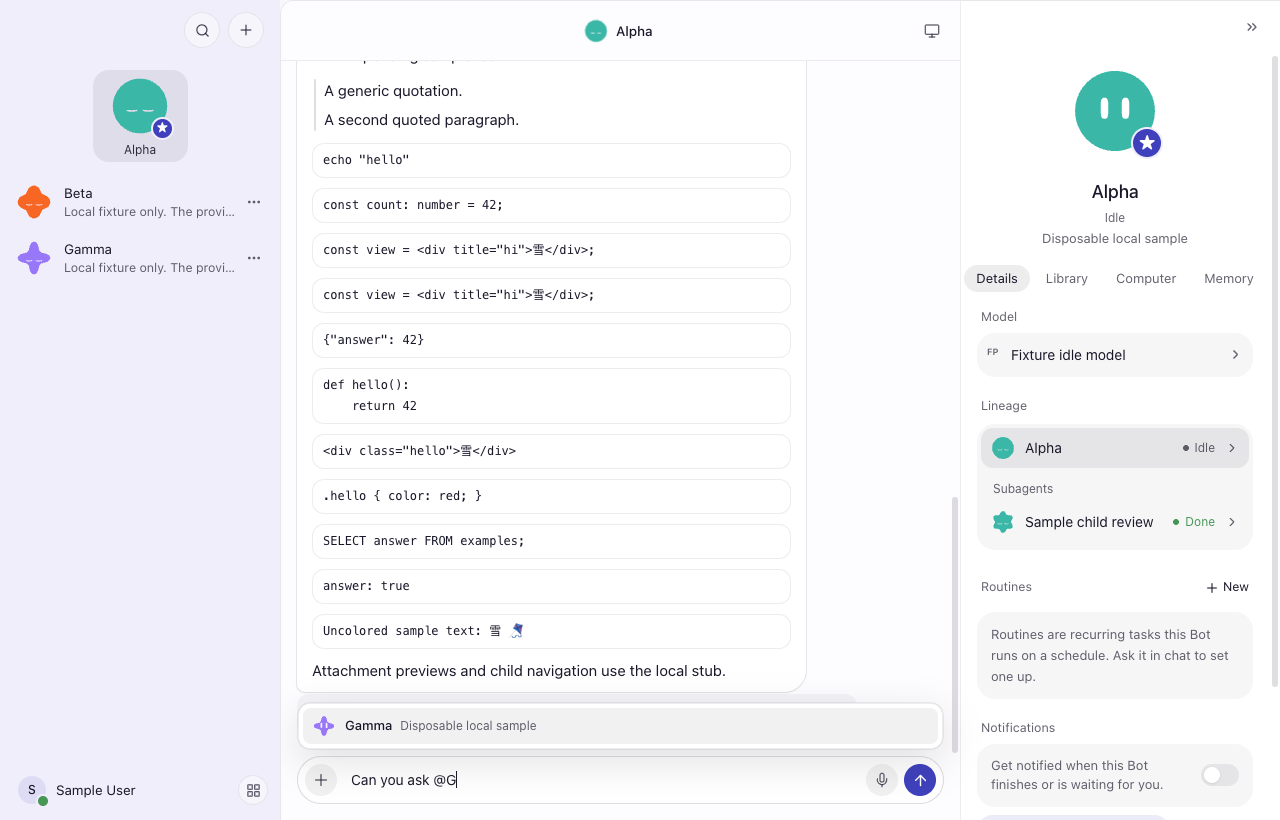 Alpha
Beta
Local fixture only. The provi...
Gamma
Local fixture only. The provi...
S
Sample User
Alpha
A generic quotation.
A second quoted paragraph.
echo "hello"
const count: number = 42;
const view = <div title="hi">雪</div>;
const view = <div title="hi">雪</div>;
{"answer": 42}
def hello():
    return 42
<div class="hello">雪</div>
.hello { color: red; }
SELECT answer FROM examples;
answer: true
Uncolored sample text: 雪 🪁
Attachment previews and child navigation use the local stub.
Gamma Disposable local sample
Can you ask @G
Alpha
Idle
Disposable local sample
Details Library Computer Memory
Model
FP Fixture idle model
Lineage
Alpha Idle
Subagents
Sample child review Done
Routines New
Routines are recurring tasks this Bot
runs on a schedule. Ask it in chat to set
one up.
Notifications
Get notified when this Bot
finishes or is waiting for you.